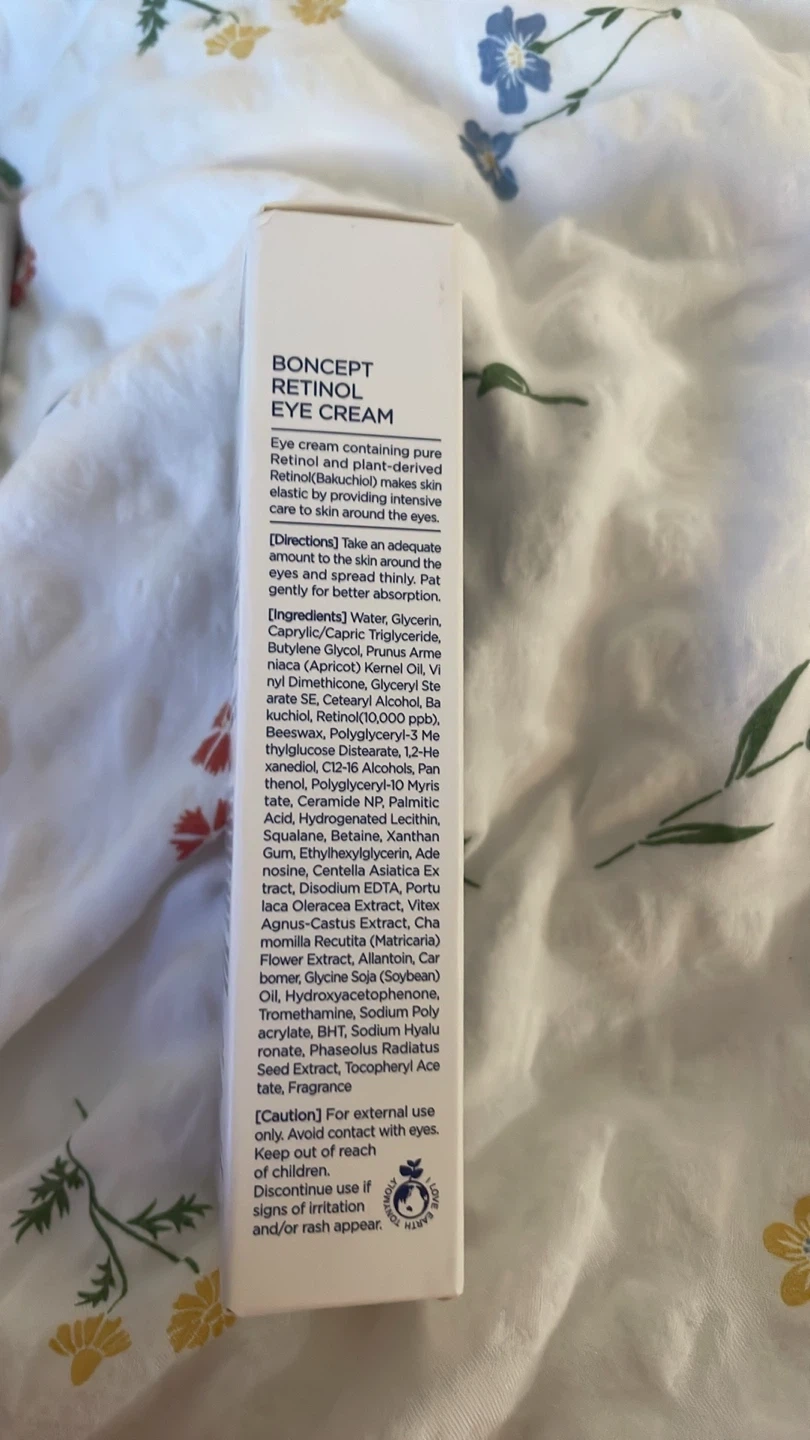 BONCEPT
RETINOL
EYE CREAM
Eye cream containing pure
Retinol and plant-derived
Retinol(Bakuchiol) makes skin
elastic by providing intensive
care to skin around the eyes.
[Directions] Take an adequate
amount to the skin around the
eyes and spread thinly. Pat
gently for better absorption.
[Ingredients] Water, Glycerin,
Caprylic/Capric Triglyceride,
Butylene Glycol, Prunus Arme
niaca (Apricot) Kernel Oil, Vi
nyl Dimethicone, Glyceryl Ste
arate SE, Cetearyl Alcohol, Ba
kuchiol, Retinol(10,000 ppb),
Beeswax, Polyglyceryl-3 Me
thylglucose Distearate, 1,2-He
xanediol, C12-16 Alcohols, Pan
thenol, Polyglyceryl-10 Myris
tate, Ceramide NP, Palmitic
Acid, Hydrogenated Lecithin,
Squalane, Betaine, Xanthan
Gum, Ethylhexylglycerin, Ade
nosine, Centella Asiatica Ex
tract, Disodium EDTA, Portu
laca Oleracea Extract, Vitex
Agnus-Castus Extract, Cha
momilla Recutita (Matricaria)
Flower Extract, Allantoin, Car
bomer, Glycine Soja (Soybean)
Oil, Hydroxyacetophenone,
Tromethamine, Sodium Poly
acrylate, BHT, Sodium Hyalu
ronate, Phaseolus Radiatus
Seed Extract, Tocopheryl Ace
tate, Fragrance
[Caution] For external use
only. Avoid contact with eyes.
Keep out of reach
of children.
Discontinue use if
signs of irritation
and/or rash appear.
TONYMOLY I LOVE EARTH